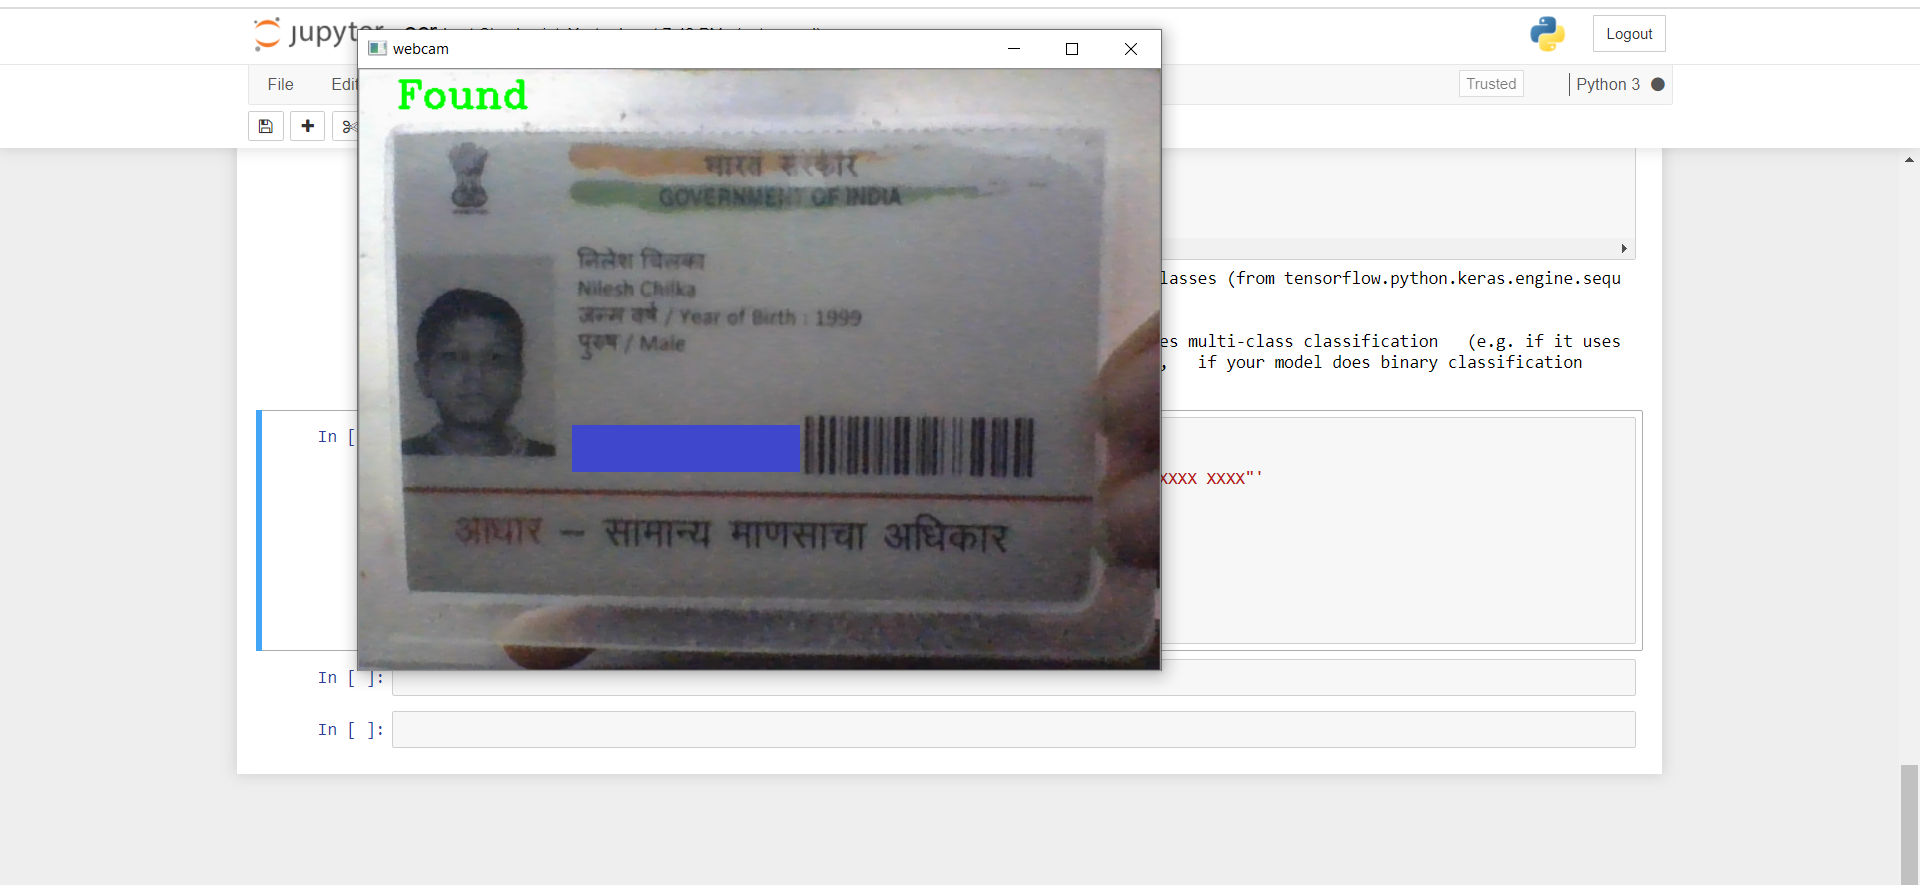 jupyter
Logout
webcam
File
Edit
Trusted
Python 3
Found
भारत सरकार
GOVERNMENT OF INDIA
निलेश चिलका
Nilesh Chilka
जन्म वर्ष / Year of Birth : 1999
पुरुष / Male
आधार – सामान्य माणसाचा अधिकार
lasses (from tensorflow.python.keras.engine.sequ
es multi-class classification (e.g. if it uses
, if your model does binary classification
In [
XXXX XXXX"'
In [ ]:
In [ ]: